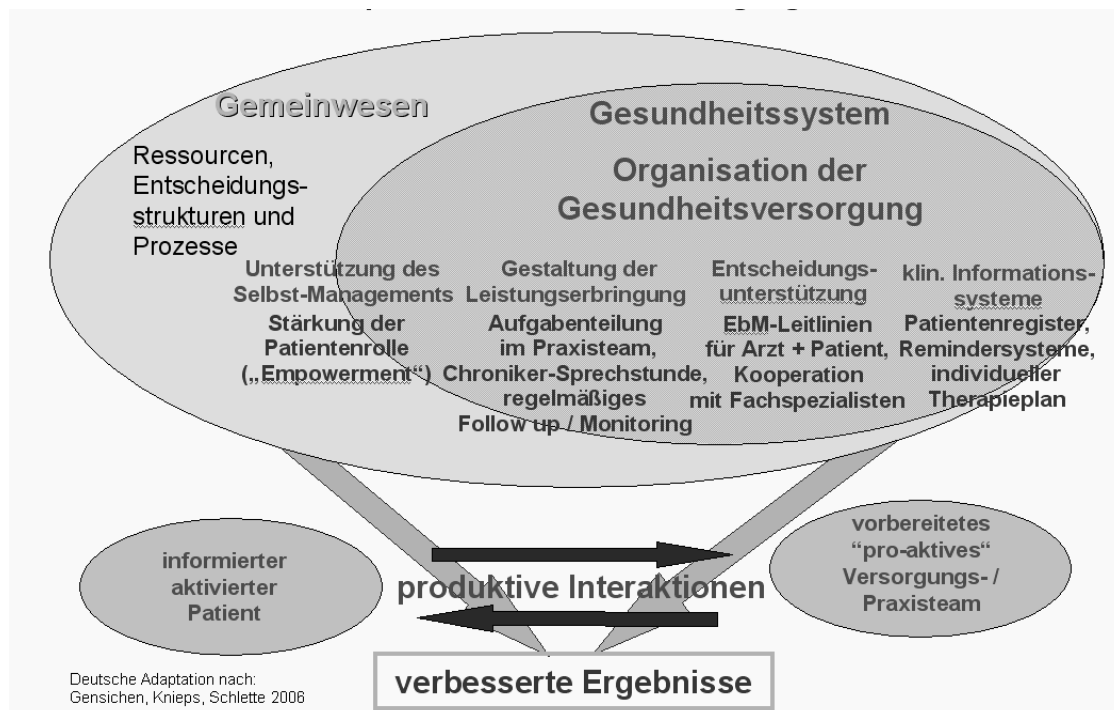 Gemeinwesen
Ressourcen,
Entscheidungs-
strukturen und
Prozesse
Gesundheitssystem
Organisation der
Gesundheitsversorgung
Unterstützung des
Selbst-Managements
Stärkung der
Patientenrolle
(„Empowerment“)
Gestaltung der
Leistungserbringung
Aufgabenteilung
im Praxisteam,
Chroniker-Sprechstunde,
regelmäßiges
Follow up / Monitoring
Entscheidungs-
unterstützung
EbM-Leitlinien
für Arzt + Patient,
Kooperation
mit Fachspezialisten
klin. Informations-
systeme
Patientenregister,
Remindersysteme,
individueller
Therapieplan
informierter
aktivierter
Patient
produktive Interaktionen
vorbereitetes
“pro-aktives“
Versorgungs- /
Praxisteam
verbesserte Ergebnisse
Deutsche Adaptation nach:
Gensichen, Knieps, Schlette 2006